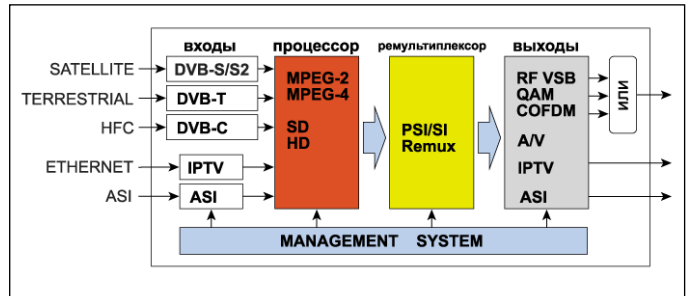 входы процессор ремультиплексор выходы
SATELLITE DVB-S/S2
TERRESTRIAL DVB-T
HFC DVB-C
ETHERNET IPTV
ASI ASI
MPEG-2
MPEG-4
SD
HD
PSI/SI
Remux
RF VSB
QAM
COFDM
A/V
IPTV
ASI
ИЛИ
MANAGEMENT SYSTEM